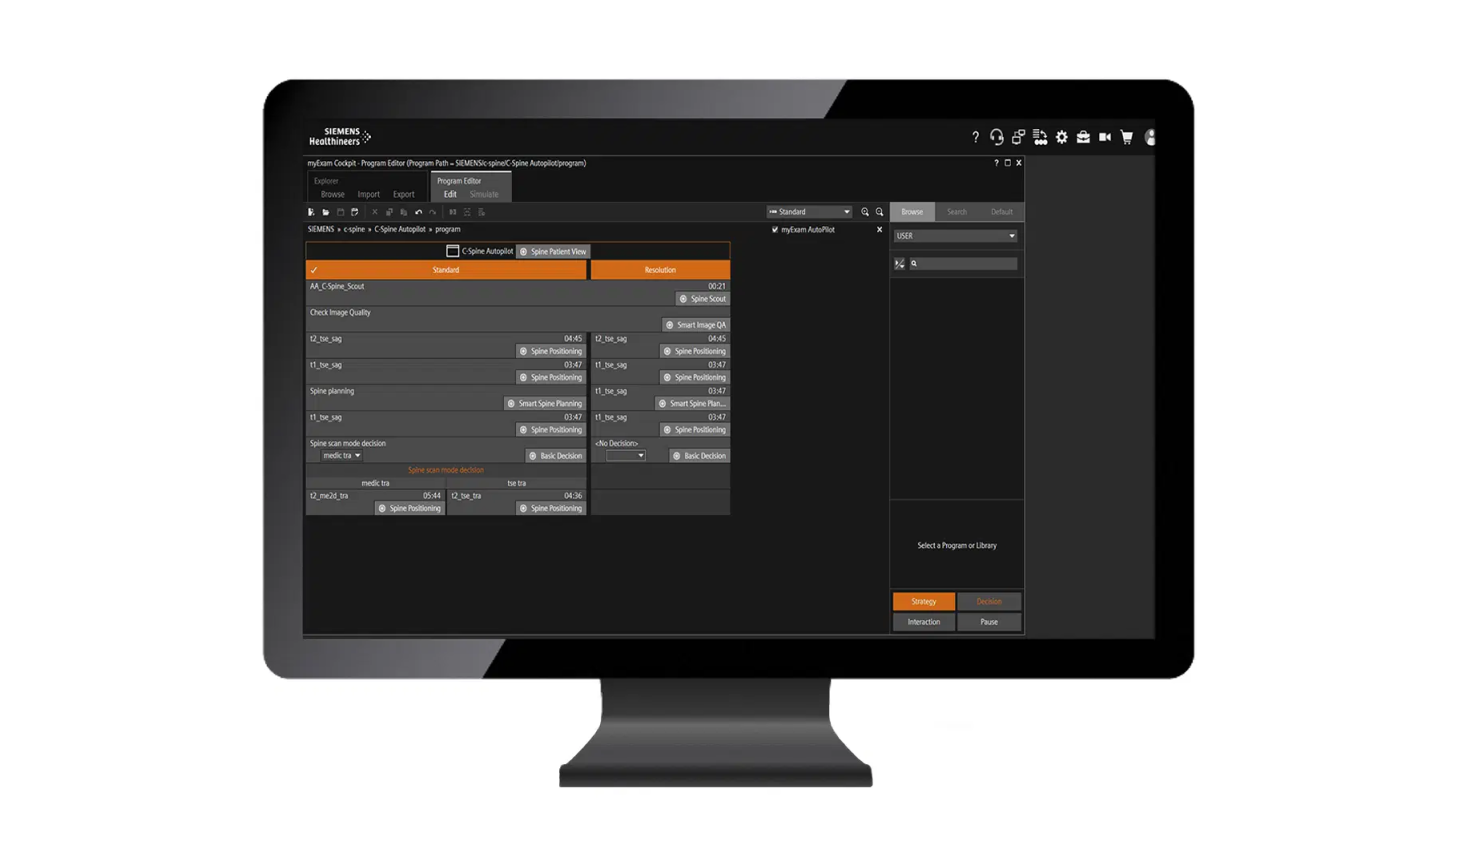 SIEMENS
Healthineers
myExam Cockpit - Program Editor (Program Path = SIEMENS/c-spine/C-Spine Autopilot/program)
Explorer
Browse Import Export
Program Editor
Edit Simulate
Standard
Browse Search Default
SIEMENS » c-spine » C-Spine Autopilot » program
myExam AutoPilot
USER
C-Spine Autopilot Spine Patient View
Standard Resolution
AA_C-Spine_Scout 00:21
Spine Scout
Check Image Quality
Smart Image QA
t2_tse_sag 04:45 t2_tse_sag 04:45
Spine Positioning Spine Positioning
t1_tse_sag 03:47 t1_tse_sag 03:47
Spine Positioning Spine Positioning
Spine planning t1_tse_sag 03:47
Smart Spine Planning Smart Spine Plan...
t1_tse_sag 03:47 t1_tse_sag 03:47
Spine Positioning Spine Positioning
Spine scan mode decision <No Decision>
medic tra Basic Decision Basic Decision
Spine scan mode decision
medic tra tse tra
t2_me2d_tra 05:44 t2_tse_tra 04:36
Spine Positioning Spine Positioning
Select a Program or Library
Strategy Decision
Interaction Pause